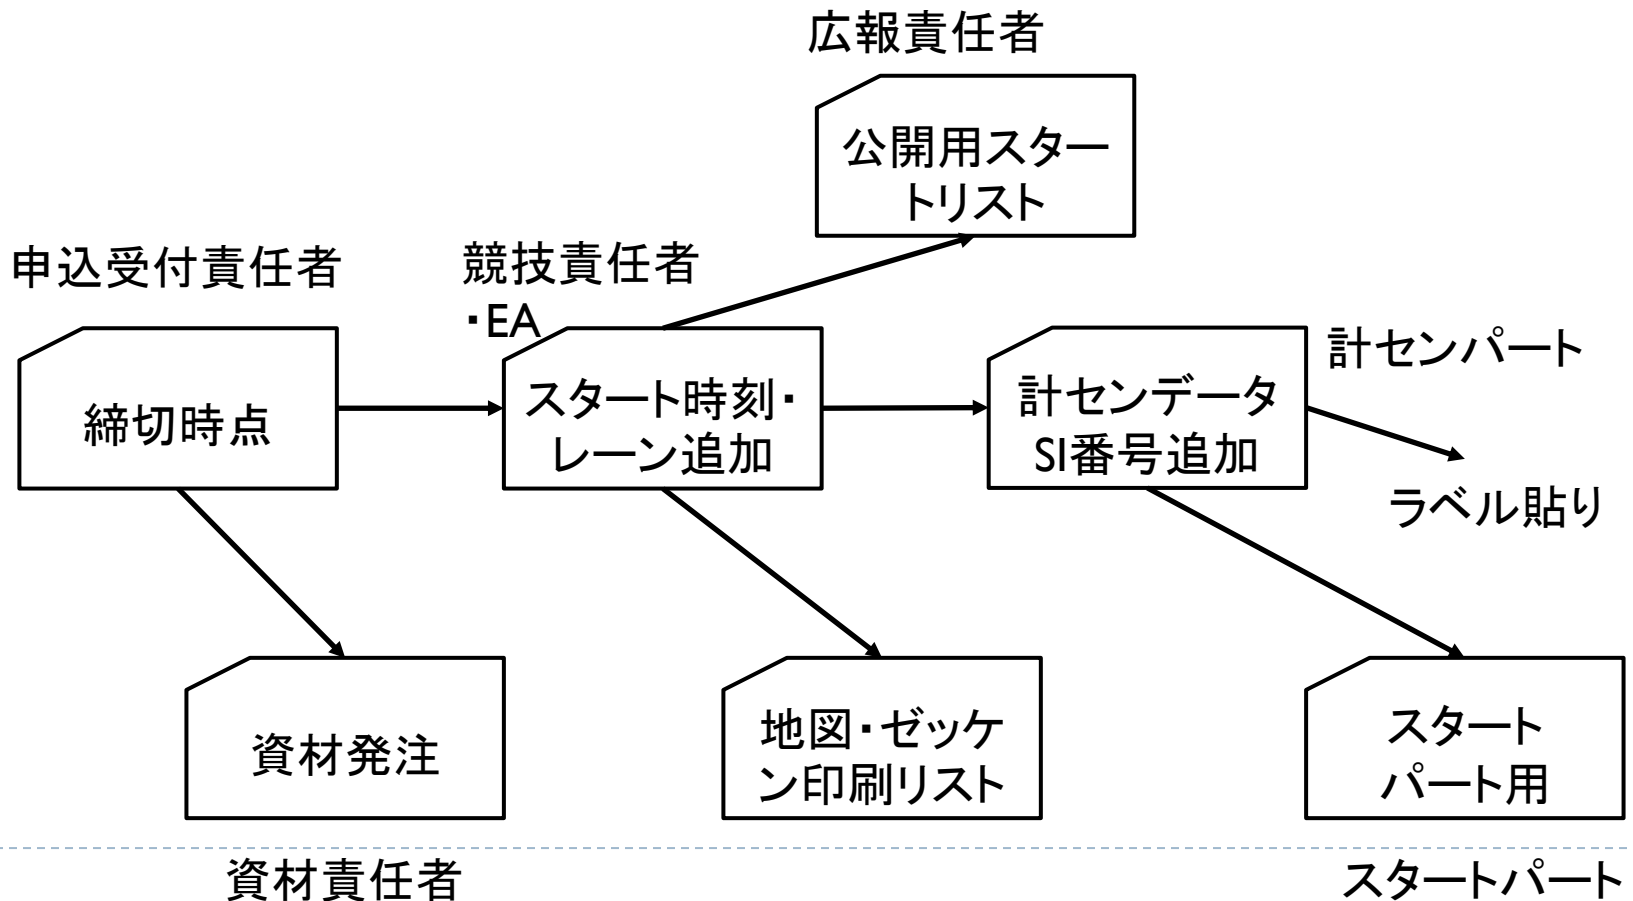 広報責任者
公開用スター
トリスト
申込受付責任者
競技責任者
・EA
締切時点
スタート時刻・
レーン追加
計センデータ
SI番号追加
計センパート
ラベル貼り
資材発注
地図・ゼッケ
ン印刷リスト
スタート
パート用
資材責任者
スタートパート